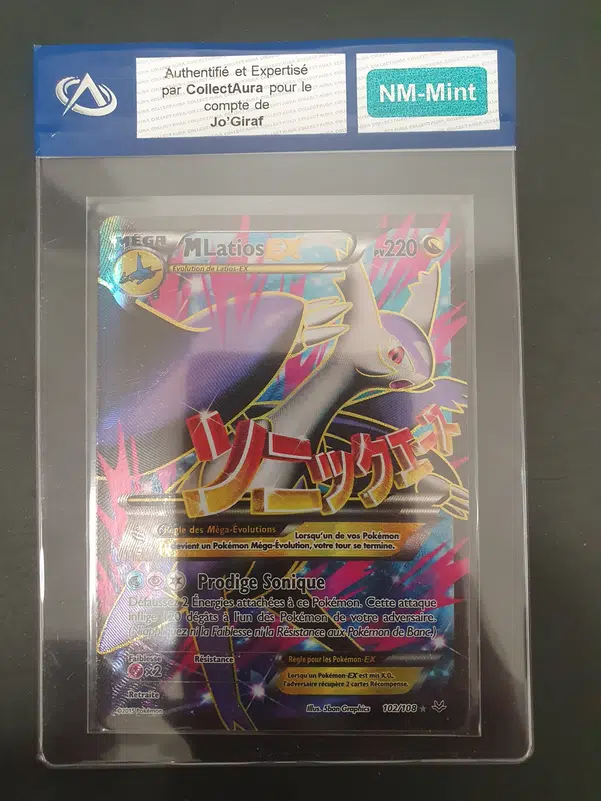 Authentifié et Expertisé
par CollectAura pour le
compte de
Jo'Giraf
NM-Mint
MÉGA
M Latios EX
PV220
Évolution de Latios-EX
ソニックエース
Règle des Méga-Évolutions
Lorsqu'un de vos Pokémon
devient un Pokémon Méga-Évolution, votre tour se termine.
Prodige Sonique
Défaussez 2 Énergies attachées à ce Pokémon. Cette attaque
inflige 120 dégâts à l'un des Pokémon de votre adversaire.
(N'appliquez ni la Faiblesse ni la Résistance aux Pokémon de Banc.)
Faiblesse
×2
Résistance
Retraite
Règle pour les Pokémon-EX
Lorsqu'un Pokémon-EX est mis K.O.,
l'adversaire récupère 2 cartes Récompense.
©2015 Pokémon
Illus. 5ban Graphics
102/108